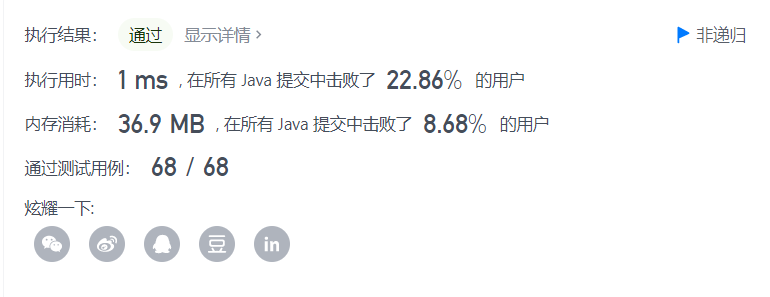 执行结果： 通过 显示详情 > 非递归
执行用时： 1 ms , 在所有 Java 提交中击败了 22.86% 的用户
内存消耗： 36.9 MB , 在所有 Java 提交中击败了 8.68% 的用户
通过测试用例： 68 / 68
炫耀一下:
豆 in